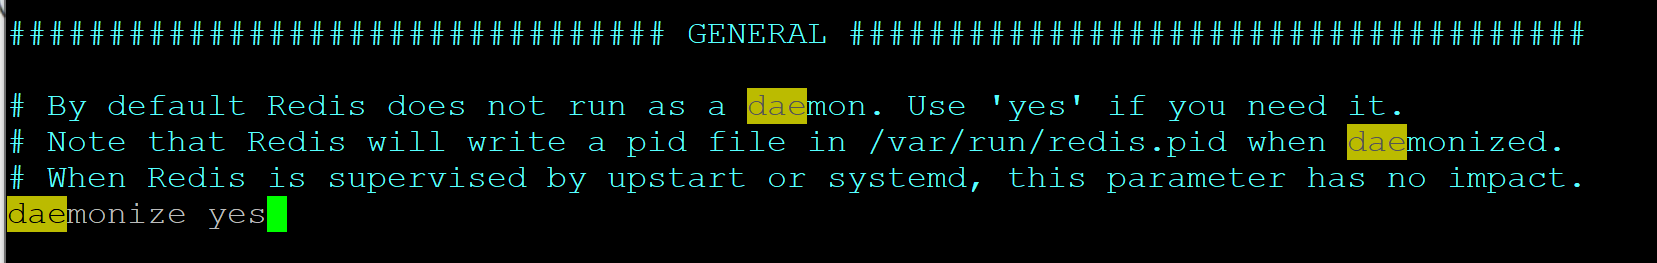 ################################# GENERAL #####################################
# By default Redis does not run as a daemon. Use 'yes' if you need it.
# Note that Redis will write a pid file in /var/run/redis.pid when daemonized.
# When Redis is supervised by upstart or systemd, this parameter has no impact.
daemonize yes